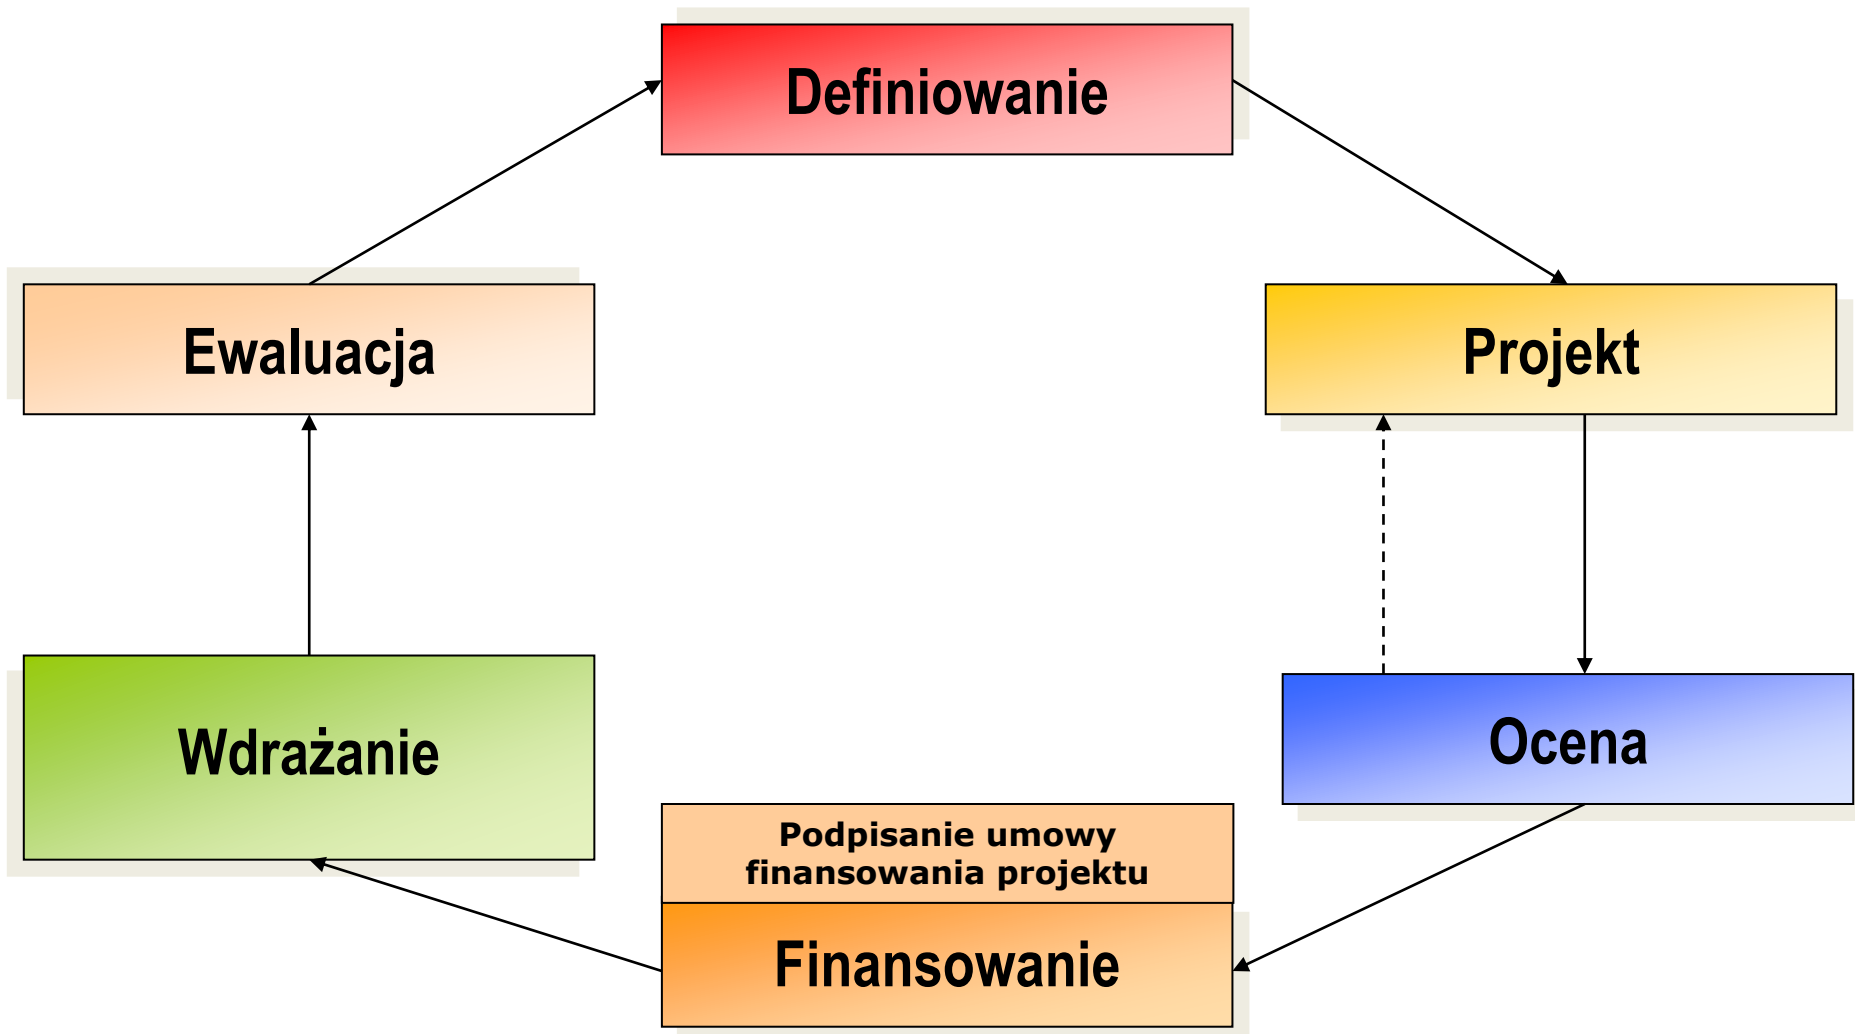 Definiowanie
Ewaluacja
Projekt
Wdrażanie
Ocena
Podpisanie umowy
finansowania projektu
Finansowanie